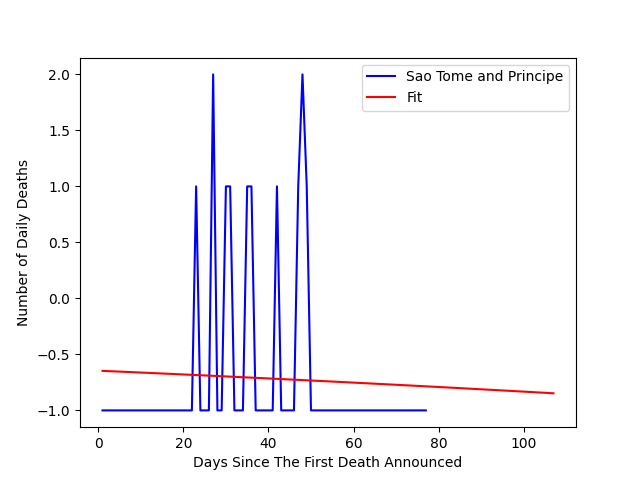 Sao Tome and Principe
Fit
2.0
1.5
1.0
0.5
0.0
−0.5
−1.0
Number of Daily Deaths
0 20 40 60 80 100
Days Since The First Death Announced